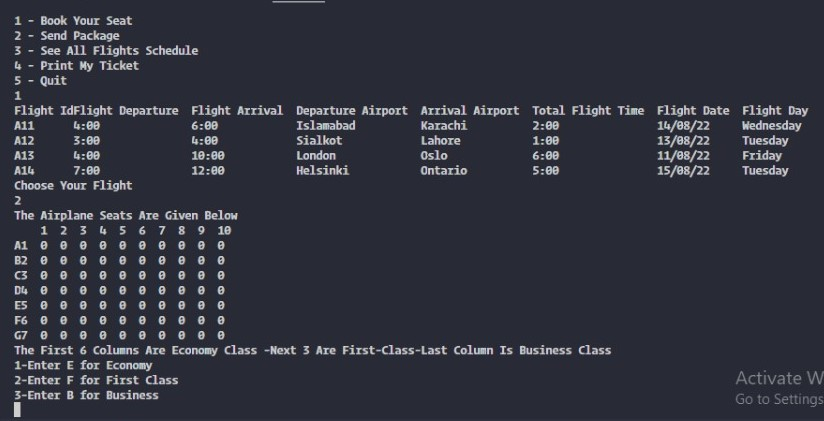 1 - Book Your Seat
2 - Send Package
3 - See All Flights Schedule
4 - Print My Ticket
5 - Quit
1
Flight IdFlight Departure  Flight Arrival  Departure Airport  Arrival Airport  Total Flight Time  Flight Date  Flight Day
A11      4:00              6:00            Islamabad          Karachi          2:00               14/08/22     Wednesday
A12      3:00              4:00            Sialkot            Lahore           1:00               13/08/22     Tuesday
A13      4:00              10:00           London             Oslo             6:00               11/08/22     Friday
A14      7:00              12:00           Helsinki           Ontario          5:00               15/08/22     Tuesday
Choose Your Flight
2
The Airplane Seats Are Given Below
    1  2  3  4  5  6  7  8  9  10
A1  0  0  0  0  0  0  0  0  0  0
B2  0  0  0  0  0  0  0  0  0  0
C3  0  0  0  0  0  0  0  0  0  0
D4  0  0  0  0  0  0  0  0  0  0
E5  0  0  0  0  0  0  0  0  0  0
F6  0  0  0  0  0  0  0  0  0  0
G7  0  0  0  0  0  0  0  0  0  0
The First 6 Columns Are Economy Class -Next 3 Are First-Class-Last Column Is Business Class
1-Enter E for Economy
2-Enter F for First Class
3-Enter B for Business
Activate W
Go to Settings